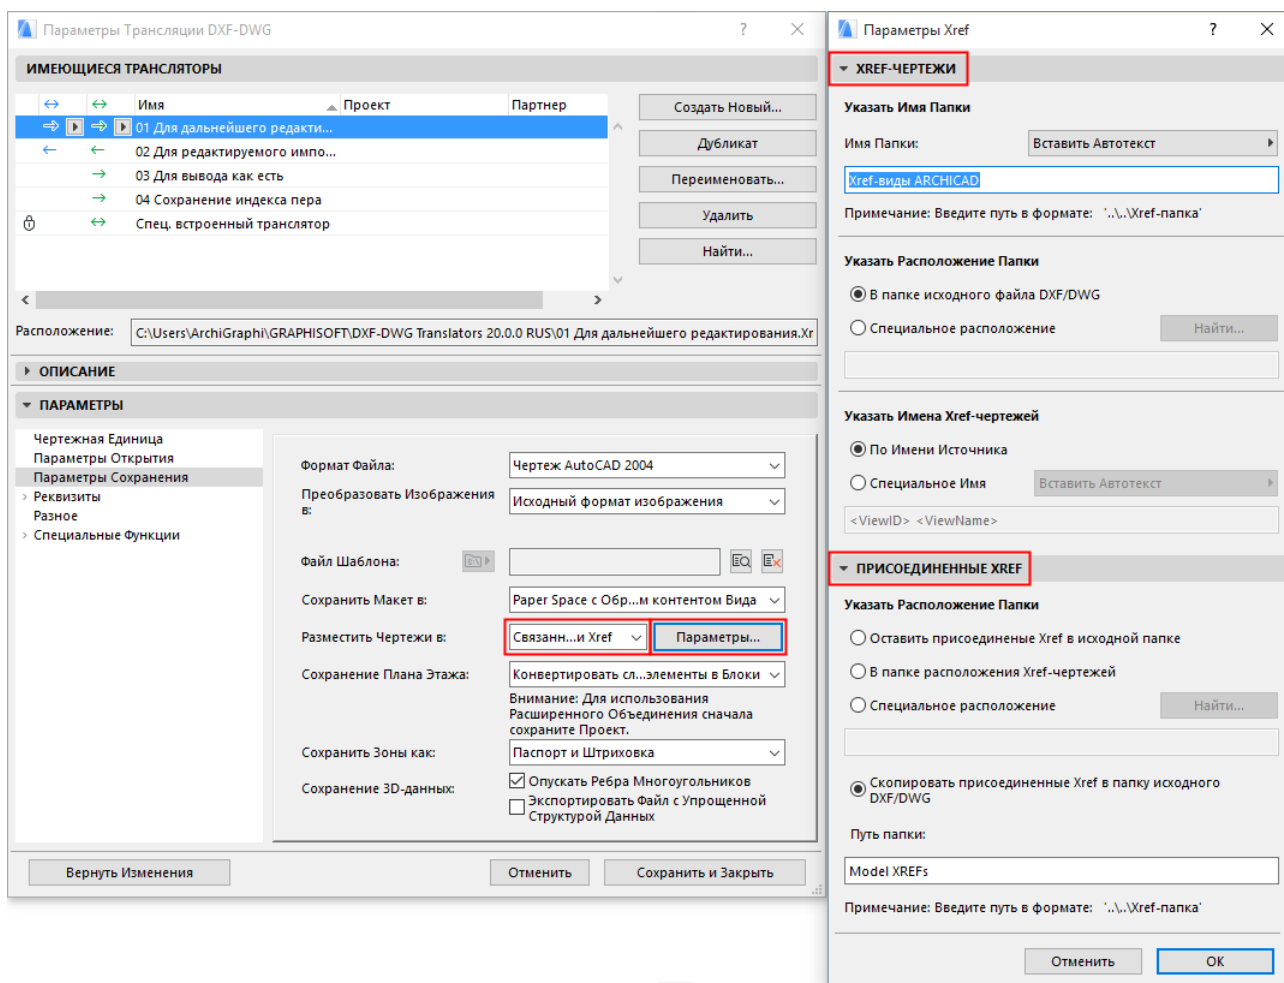 Параметры Трансляции DXF-DWG
ИМЕЮЩИЕСЯ ТРАНСЛЯТОРЫ
Имя Проект Партнер
01 Для дальнейшего редакти...
02 Для редактируемого импо...
03 Для вывода как есть
04 Сохранение индекса пера
Спец. встроенный транслятор
Создать Новый...
Дубликат
Переименовать...
Удалить
Найти...
Расположение: C:\Users\ArchiGraphi\GRAPHISOFT\DXF-DWG Translators 20.0.0 RUS\01 Для дальнейшего редактирования.Xr
ОПИСАНИЕ
ПАРАМЕТРЫ
Чертежная Единица
Параметры Открытия
Параметры Сохранения
Реквизиты
Разное
Специальные Функции
Формат Файла: Чертеж AutoCAD 2004
Преобразовать Изображения
в: Исходный формат изображения
Файл Шаблона:
Сохранить Макет в: Paper Space с Обр...м контентом Вида
Разместить Чертежи в: Связанн...и Xref Параметры...
Сохранение Плана Этажа: Конвертировать сл...элементы в Блоки
Внимание: Для использования
Расширенного Объединения сначала
сохраните Проект.
Сохранить Зоны как: Паспорт и Штриховка
Сохранение 3D-данных: Опускать Ребра Многоугольников
Экспортировать Файл с Упрощенной
Структурой Данных
Вернуть Изменения Отменить Сохранить и Закрыть
Параметры Xref
XREF-ЧЕРТЕЖИ
Указать Имя Папки
Имя Папки: Вставить Автотекст
Xref-виды ARCHICAD
Примечание: Введите путь в формате: '..\..\Xref-папка'
Указать Расположение Папки
В папке исходного файла DXF/DWG
Специальное расположение Найти...
Указать Имена Xref-чертежей
По Имени Источника
Специальное Имя Вставить Автотекст
<ViewID> <ViewName>
ПРИСОЕДИНЕННЫЕ XREF
Указать Расположение Папки
Оставить присоединеные Xref в исходной папке
В папке расположения Xref-чертежей
Специальное расположение Найти...
Скопировать присоединенные Xref в папку исходного
DXF/DWG
Путь папки:
Model XREFs
Примечание: Введите путь в формате: '..\..\Xref-папка'
Отменить OK